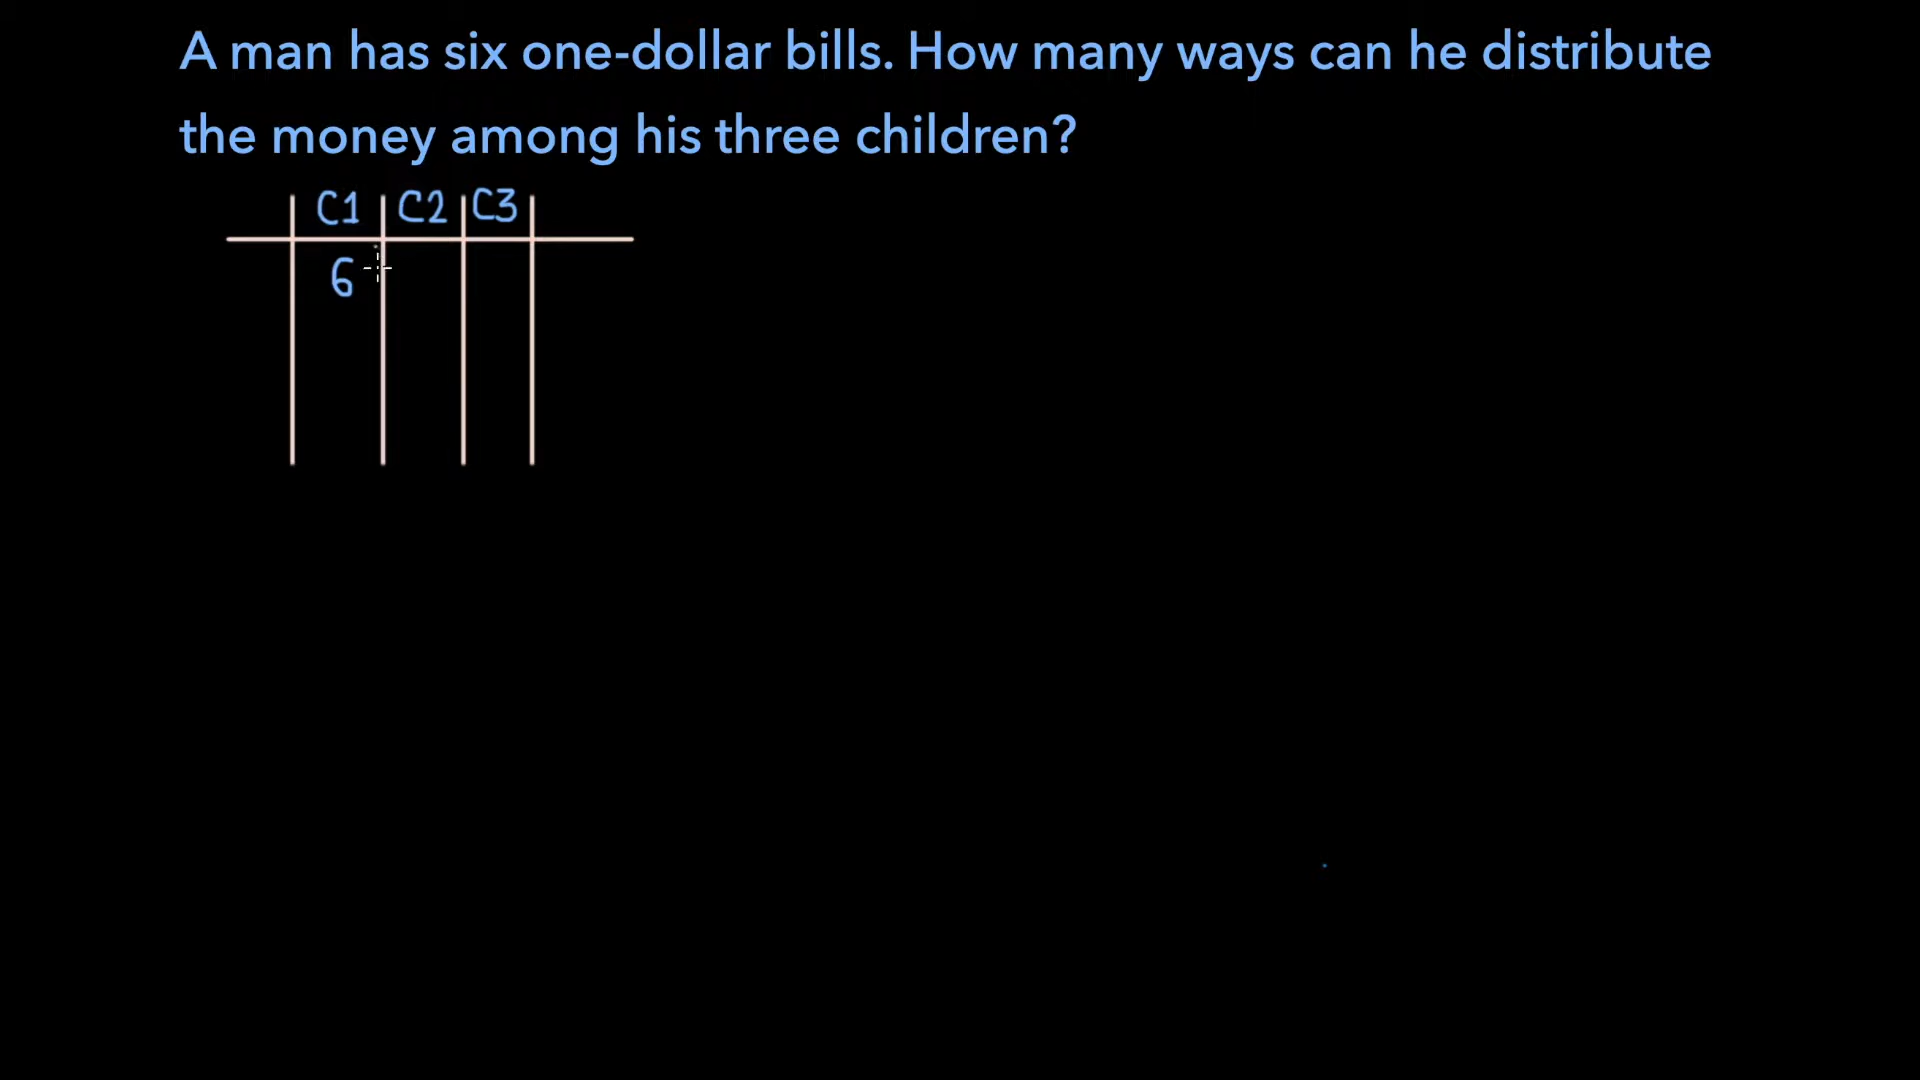 A man has six one-dollar bills. How many ways can he distribute
the money among his three children?
C1 C2 C3
6